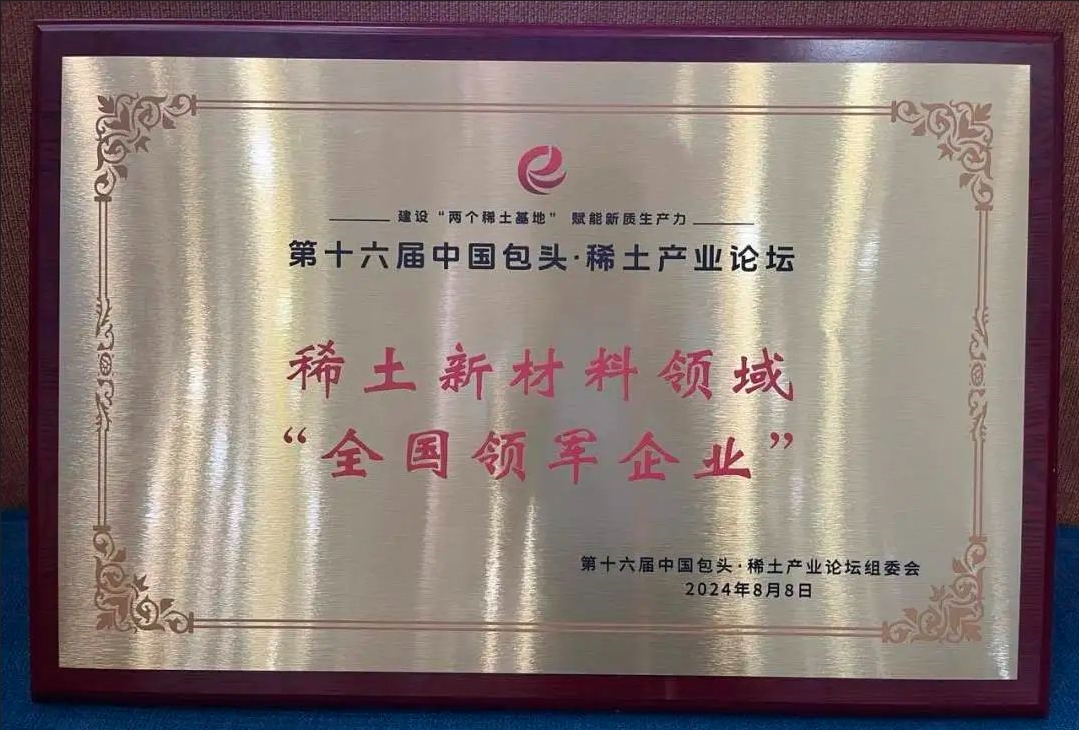 建设“两个稀土基地” 赋能新质生产力
第十六届中国包头·稀土产业论坛
稀土新材料领域
“全国领军企业”
第十六届中国包头·稀土产业论坛组委会
2024年8月8日